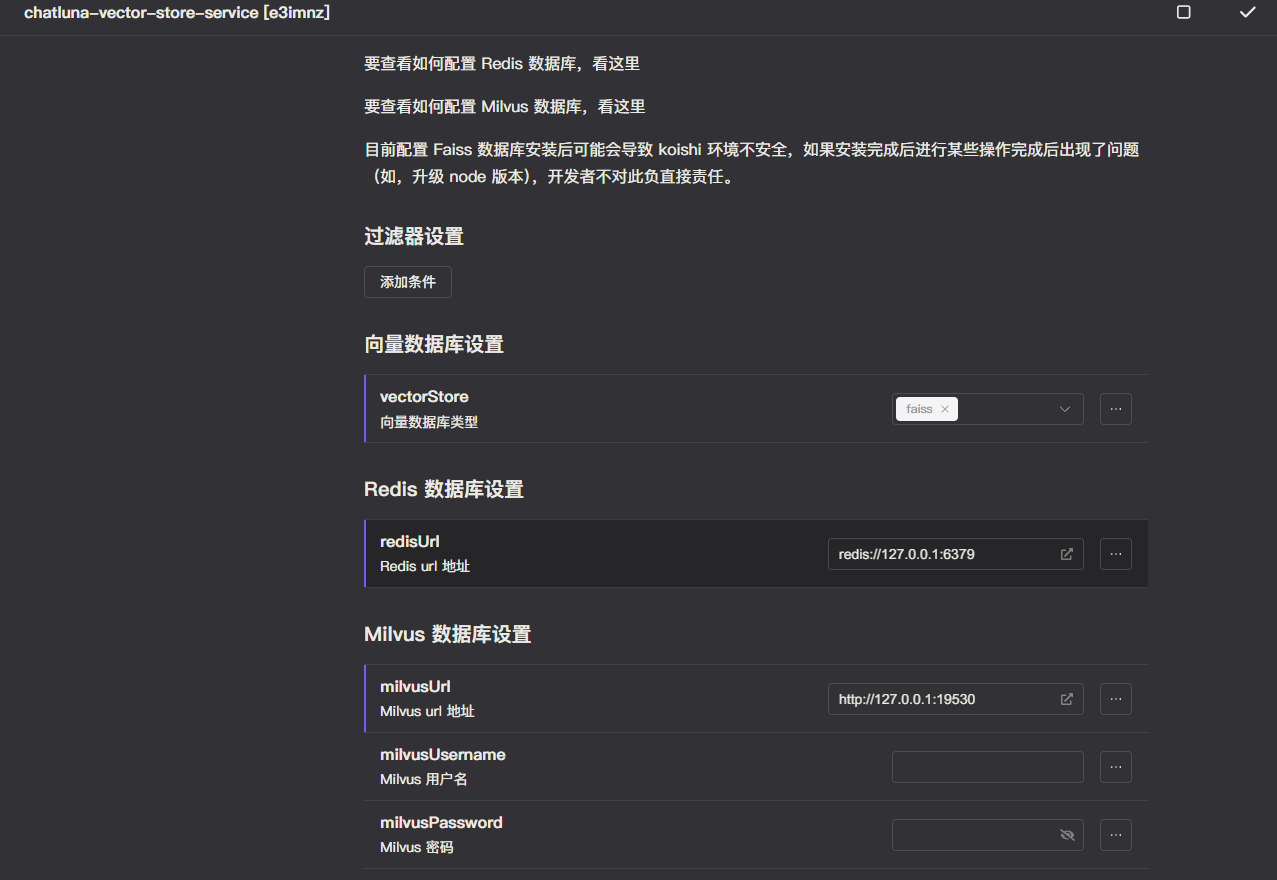 chatluna-vector-store-service [e3imnz]
要查看如何配置 Redis 数据库，看这里
要查看如何配置 Milvus 数据库，看这里
目前配置 Faiss 数据库安装后可能会导致 koishi 环境不安全，如果安装完成后进行某些操作完成后出现了问题
（如，升级 node 版本），开发者不对此负直接责任。
过滤器设置
添加条件
向量数据库设置
vectorStore
向量数据库类型
faiss
Redis 数据库设置
redisUrl
Redis url 地址
redis://127.0.0.1:6379
Milvus 数据库设置
milvusUrl
Milvus url 地址
http://127.0.0.1:19530
milvusUsername
Milvus 用户名
milvusPassword
Milvus 密码